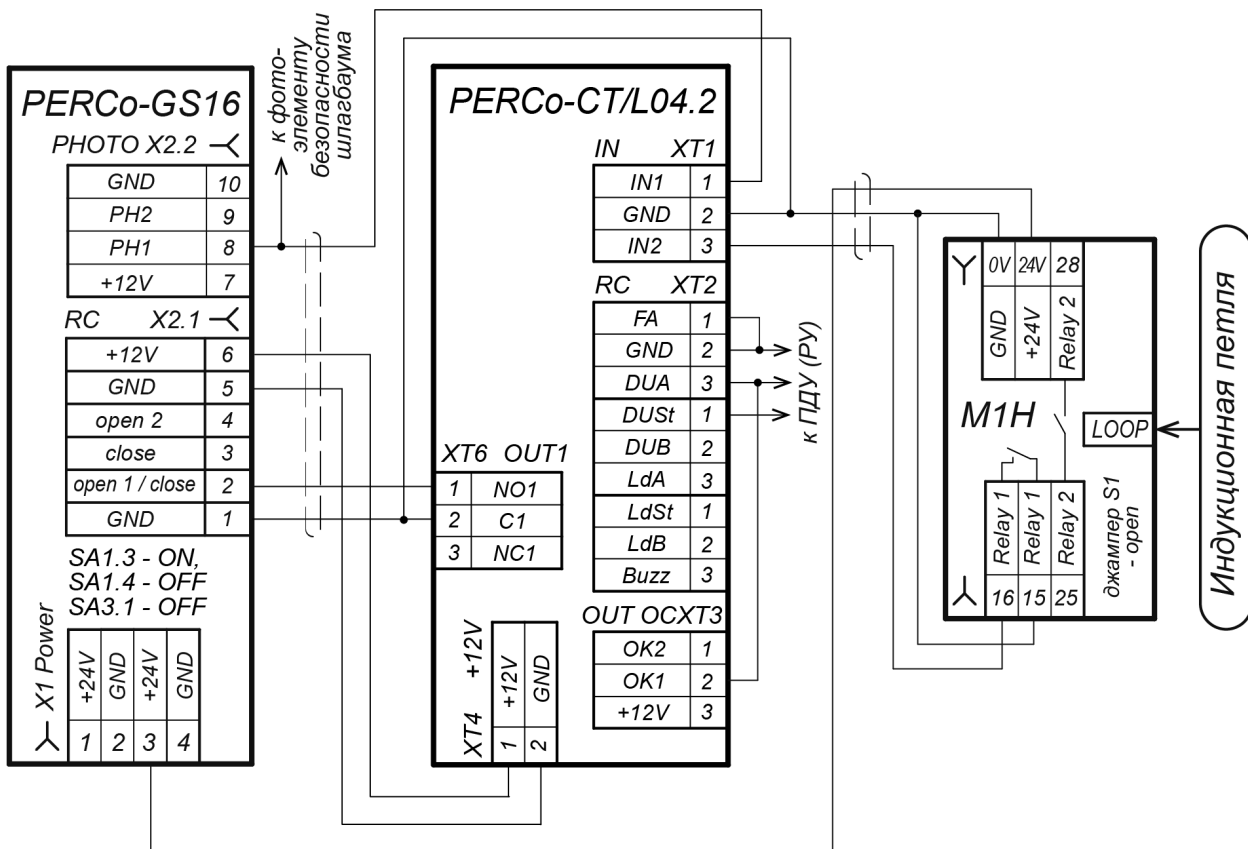 PERCo-GS16
PHOTO X2.2
GND 10
PH2 9
PH1 8
+12V 7
RC X2.1
+12V 6
GND 5
open 2 4
close 3
open 1 / close 2
GND 1
SA1.3 - ON,
SA1.4 - OFF
SA3.1 - OFF
X1 Power
+24V 1
GND 2
+24V 3
GND 4
к фото-
элементу
безопасности
шлагбаума
PERCo-CT/L04.2
IN XT1
IN1 1
GND 2
IN2 3
RC XT2
FA 1
GND 2
DUA 3
DUSt 1
DUB 2
LdA 3
LdSt 1
LdB 2
Buzz 3
к ПДУ (РУ)
XT6 OUT1
1 NO1
2 C1
3 NC1
OUT OCXT3
OK2 1
OK1 2
+12V 3
XT4 +12V
+12V 1
GND 2
0V 24V 28
GND +24V Relay 2
M1H
LOOP
Relay 1 Relay 1 Relay 2
16 15 25
джампер S1
- open
Индукционная петля